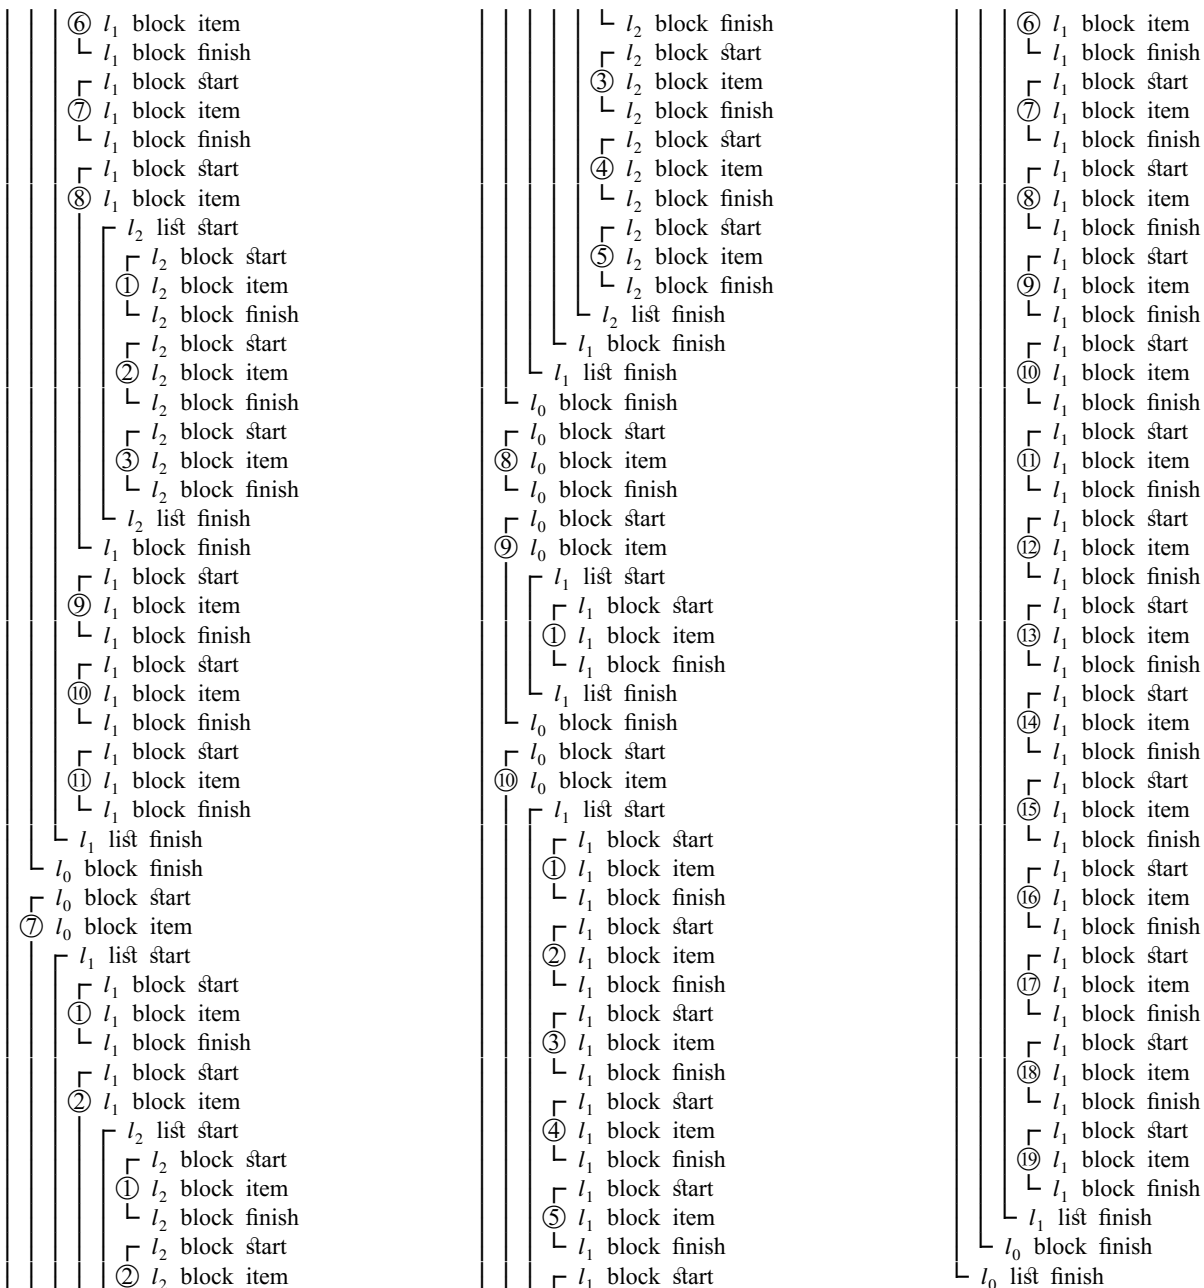 ⑥ l₁ block item
l₁ block finish
l₁ block start
⑦ l₁ block item
l₁ block finish
l₁ block start
⑧ l₁ block item
l₂ list start
l₂ block start
① l₂ block item
l₂ block finish
l₂ block start
② l₂ block item
l₂ block finish
l₂ block start
③ l₂ block item
l₂ block finish
l₂ list finish
l₁ block finish
l₁ block start
⑨ l₁ block item
l₁ block finish
l₁ block start
⑩ l₁ block item
l₁ block finish
l₁ block start
⑪ l₁ block item
l₁ block finish
l₁ list finish
l₀ block finish
l₀ block start
⑦ l₀ block item
l₁ list start
l₁ block start
① l₁ block item
l₁ block finish
l₁ block start
② l₁ block item
l₂ list start
l₂ block start
① l₂ block item
l₂ block finish
l₂ block start
② l₂ block item
l₂ block finish
l₂ block start
③ l₂ block item
l₂ block finish
l₂ block start
④ l₂ block item
l₂ block finish
l₂ block start
⑤ l₂ block item
l₂ block finish
l₂ list finish
l₁ block finish
l₁ list finish
l₀ block finish
l₀ block start
⑧ l₀ block item
l₀ block finish
l₀ block start
⑨ l₀ block item
l₁ list start
l₁ block start
① l₁ block item
l₁ block finish
l₁ list finish
l₀ block finish
l₀ block start
⑩ l₀ block item
l₁ list start
l₁ block start
① l₁ block item
l₁ block finish
l₁ block start
② l₁ block item
l₁ block finish
l₁ block start
③ l₁ block item
l₁ block finish
l₁ block start
④ l₁ block item
l₁ block finish
l₁ block start
⑤ l₁ block item
l₁ block finish
l₁ block start
⑥ l₁ block item
l₁ block finish
l₁ block start
⑦ l₁ block item
l₁ block finish
l₁ block start
⑧ l₁ block item
l₁ block finish
l₁ block start
⑨ l₁ block item
l₁ block finish
l₁ block start
⑩ l₁ block item
l₁ block finish
l₁ block start
⑪ l₁ block item
l₁ block finish
l₁ block start
⑫ l₁ block item
l₁ block finish
l₁ block start
⑬ l₁ block item
l₁ block finish
l₁ block start
⑭ l₁ block item
l₁ block finish
l₁ block start
⑮ l₁ block item
l₁ block finish
l₁ block start
⑯ l₁ block item
l₁ block finish
l₁ block start
⑰ l₁ block item
l₁ block finish
l₁ block start
⑱ l₁ block item
l₁ block finish
l₁ block start
⑲ l₁ block item
l₁ block finish
l₁ list finish
l₀ block finish
l₀ list finish